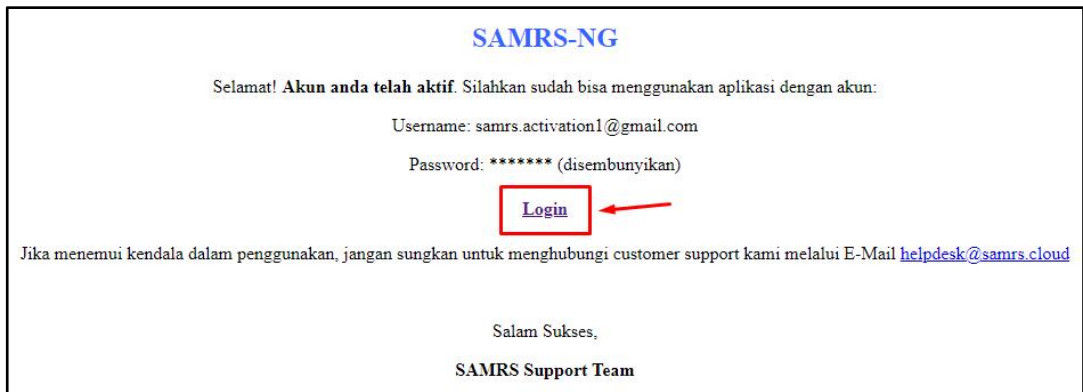 SAMRS-NG
Selamat! Akun anda telah aktif. Silahkan sudah bisa menggunakan aplikasi dengan akun:
Username: samrs.activation1@gmail.com
Password: ******* (disembunyikan)
Login
Jika menemui kendala dalam penggunakan, jangan sungkan untuk menghubungi customer support kami melalui E-Mail helpdesk@samrs.cloud
Salam Sukses,
SAMRS Support Team